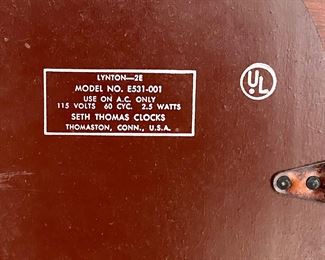 LYNTON—2E
MODEL NO. E531-001
USE ON A.C. ONLY
115 VOLTS 60 CYC. 2.5 WATTS
SETH THOMAS CLOCKS
THOMASTON, CONN., U.S.A.
UL